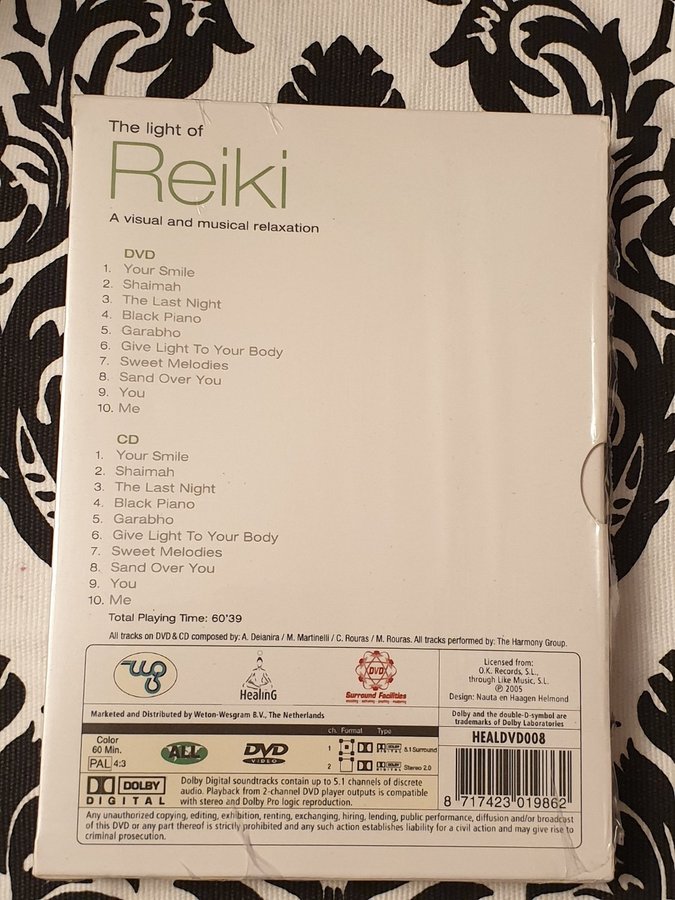 The light of
Reiki
A visual and musical relaxation
DVD
1. Your Smile
2. Shaimah
3. The Last Night
4. Black Piano
5. Garabho
6. Give Light To Your Body
7. Sweet Melodies
8. Sand Over You
9. You
10. Me
CD
1. Your Smile
2. Shaimah
3. The Last Night
4. Black Piano
5. Garabho
6. Give Light To Your Body
7. Sweet Melodies
8. Sand Over You
9. You
10. Me
Total Playing Time: 60'39
All tracks on DVD & CD composed by: A. Deianira / M. Martinelli / C. Rouras / M. Rouras. All tracks performed by: The Harmony Group.
wg
HealinG
DVD
Surround Facilities
Licensed from:
O.K. Records, S.L.,
through Like Music, S.L.
℗ 2005
Design: Nauta en Haagen Helmond
Marketed and Distributed by Weton-Wesgram B.V., The Netherlands
Dolby and the double-D-symbol are
trademarks of Dolby Laboratories
Color
60 Min.
PAL 4:3
ALL
DVD
VIDEO
ch. Format Type
1 5.1 Surround
2 Stereo 2.0
HEALDVD008
8 717423 019862
DOLBY
DIGITAL
Dolby Digital soundtracks contain up to 5.1 channels of discrete
audio. Playback from 2-channel DVD player outputs is compatible
with stereo and Dolby Pro logic reproduction.
Any unauthorized copying, editing, exhibition, renting, exchanging, hiring, lending, public performance, diffusion and/or broadcast
of this DVD or any part thereof is strictly prohibited and any such action establishes liability for a civil action and may give rise to
criminal prosecution.